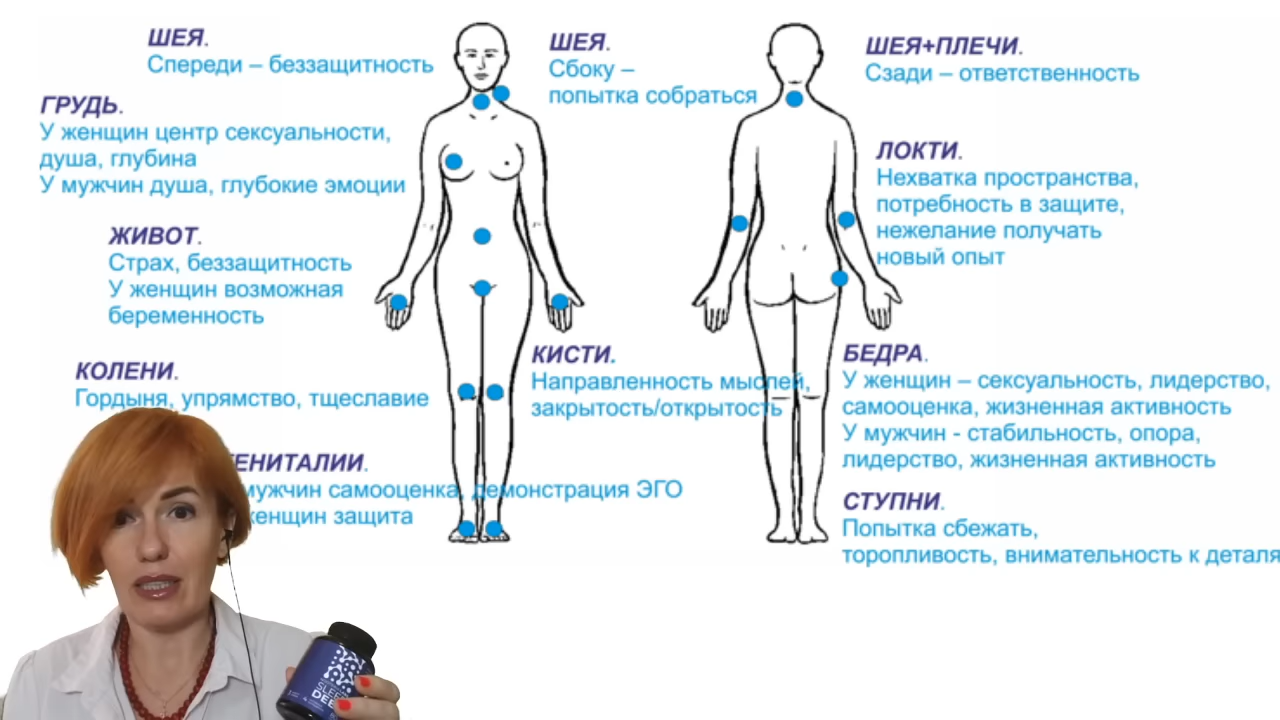 ШЕЯ.
Спереди – беззащитность
ГРУДЬ.
У женщин центр сексуальности,
душа, глубина
У мужчин душа, глубокие эмоции
ЖИВОТ.
Страх, беззащитность
У женщин возможная
беременность
КОЛЕНИ.
Гордыня, упрямство, тщеславие
ЕНИТАЛИИ.
мужчин самооценка, демонстрация ЭГО
женщин защита
ШЕЯ.
Сбоку –
попытка собраться
КИСТИ.
Направленность мыслей,
закрытость/открытость
ШЕЯ+ПЛЕЧИ.
Сзади – ответственность
ЛОКТИ.
Нехватка пространства,
потребность в защите,
нежелание получать
новый опыт
БЕДРА.
У женщин – сексуальность, лидерство,
самооценка, жизненная активность
У мужчин - стабильность, опора,
лидерство, жизненная активность
СТУПНИ.
Попытка сбежать,
торопливость, внимательность к деталя